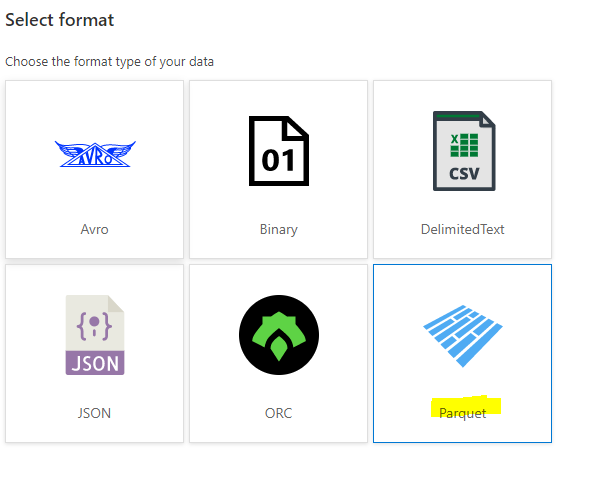 Select format
Choose the format type of your data
AVRO
01
X
CSV
Avro
Binary
DelimitedText
{ }
JSON
JSON
ORC
Parquet